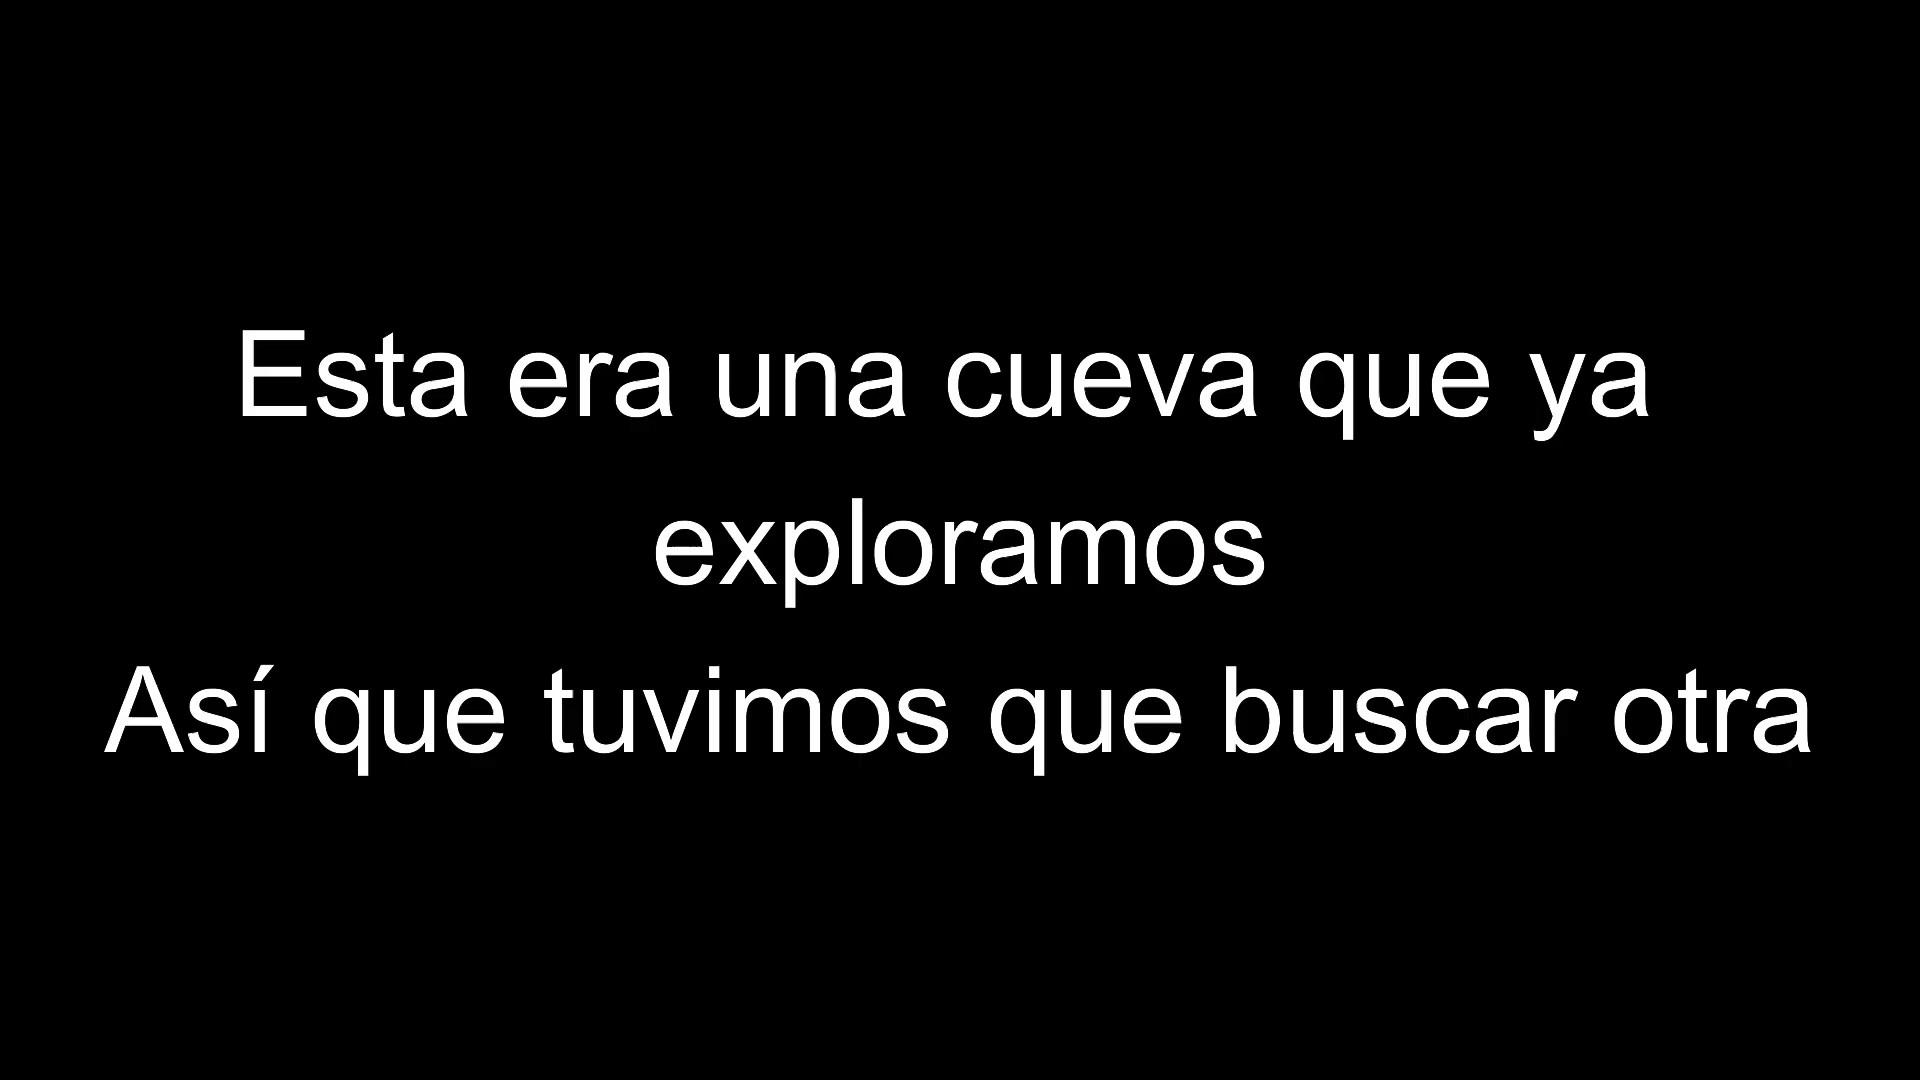 Esta era una cueva que ya
exploramos
Así que tuvimos que buscar otra